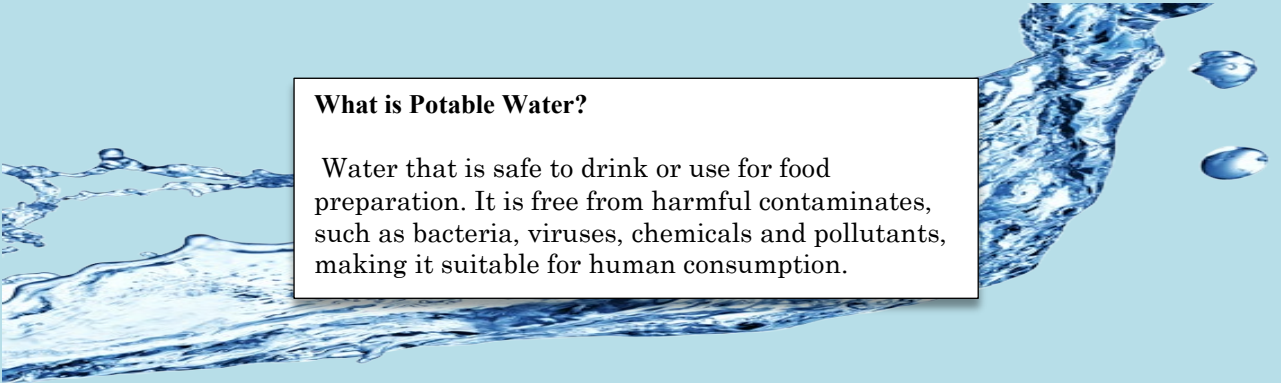 What is Potable Water?
Water that is safe to drink or use for food
preparation. It is free from harmful contaminates,
such as bacteria, viruses, chemicals and pollutants,
making it suitable for human consumption.